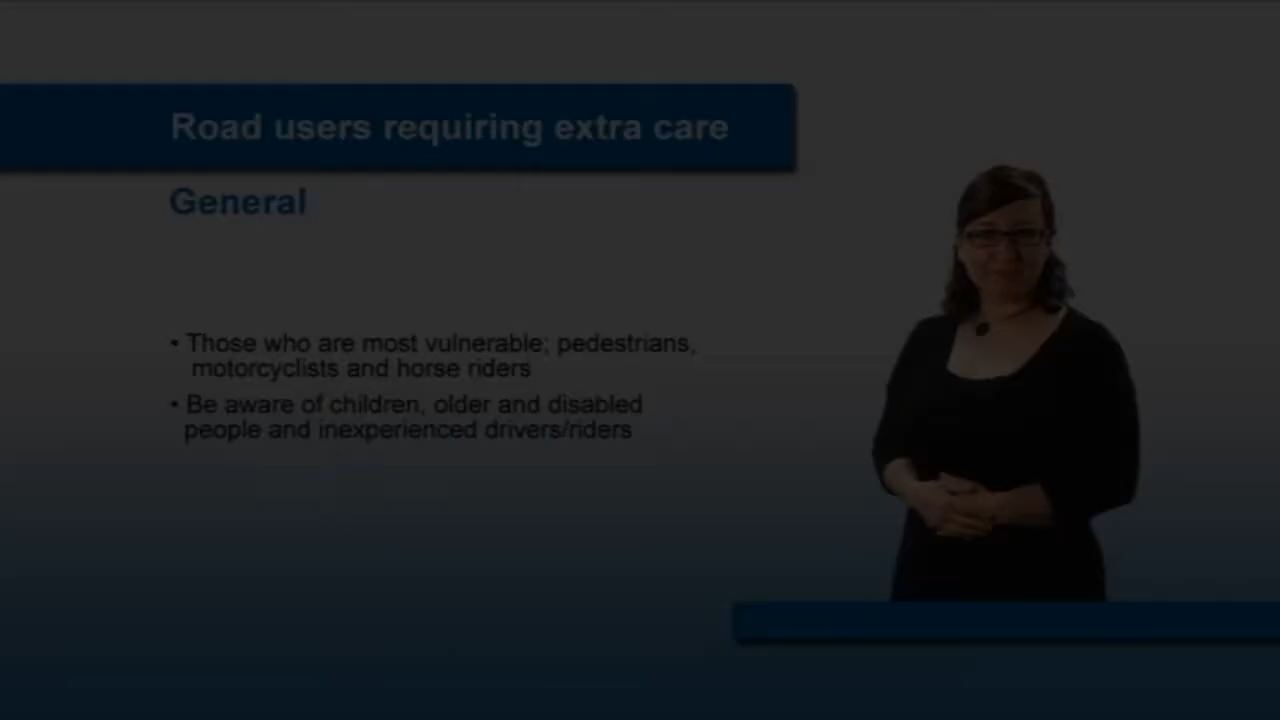 Road users requiring extra care
General
• Those who are most vulnerable; pedestrians,
motorcyclists and horse riders
• Be aware of children, older and disabled
people and inexperienced drivers/riders